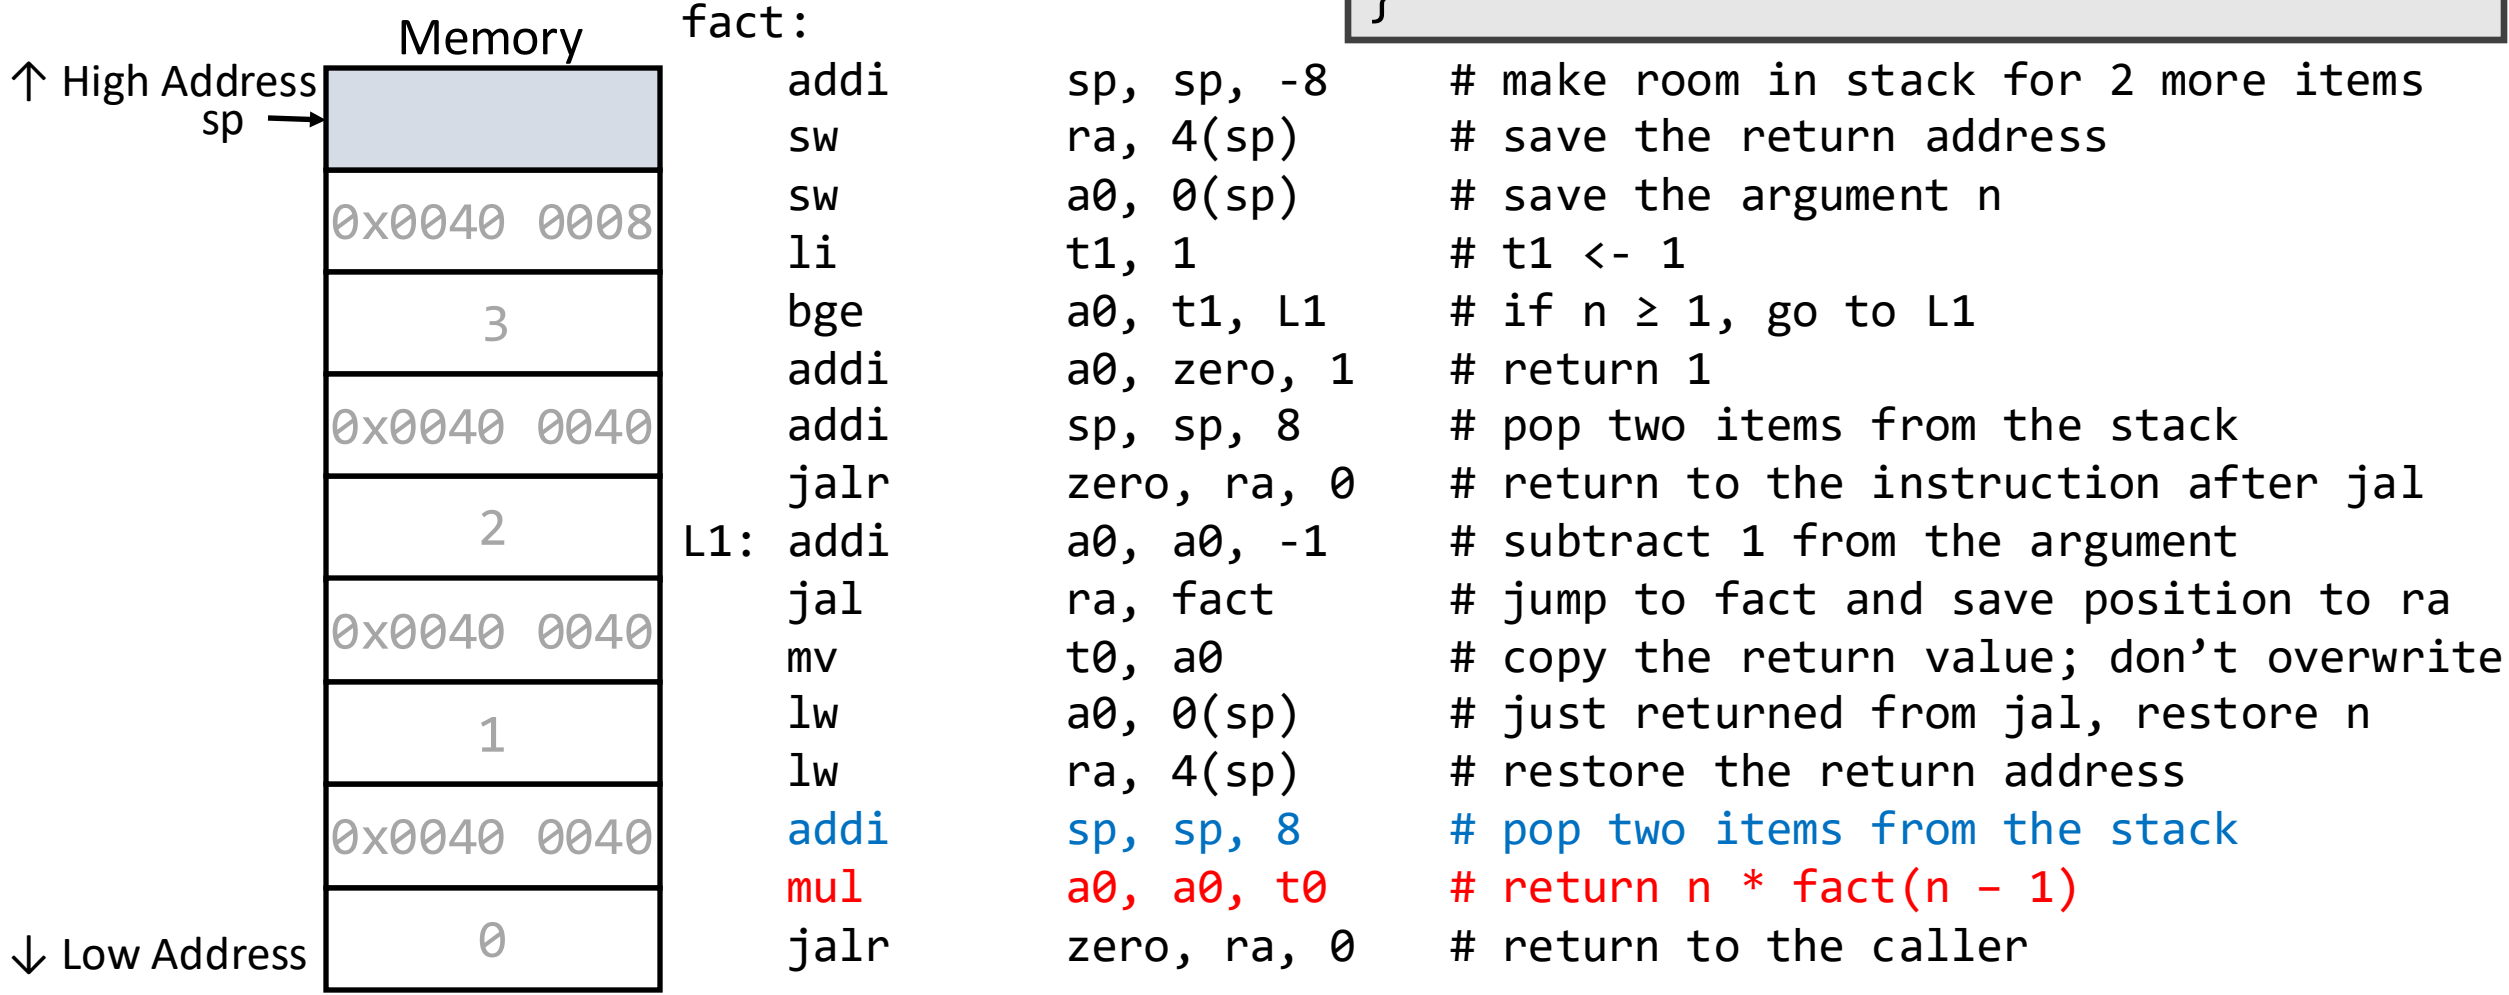 }
fact:
Memory
↑ High Address
sp
0x0040 0008
3
0x0040 0040
2
0x0040 0040
1
0x0040 0040
0
↓ Low Address
addi sp, sp, -8 # make room in stack for 2 more items
sw ra, 4(sp) # save the return address
sw a0, 0(sp) # save the argument n
li t1, 1 # t1 <- 1
bge a0, t1, L1 # if n ≥ 1, go to L1
addi a0, zero, 1 # return 1
addi sp, sp, 8 # pop two items from the stack
jalr zero, ra, 0 # return to the instruction after jal
L1: addi a0, a0, -1 # subtract 1 from the argument
jal ra, fact # jump to fact and save position to ra
mv t0, a0 # copy the return value; don’t overwrite
lw a0, 0(sp) # just returned from jal, restore n
lw ra, 4(sp) # restore the return address
addi sp, sp, 8 # pop two items from the stack
mul a0, a0, t0 # return n * fact(n – 1)
jalr zero, ra, 0 # return to the caller